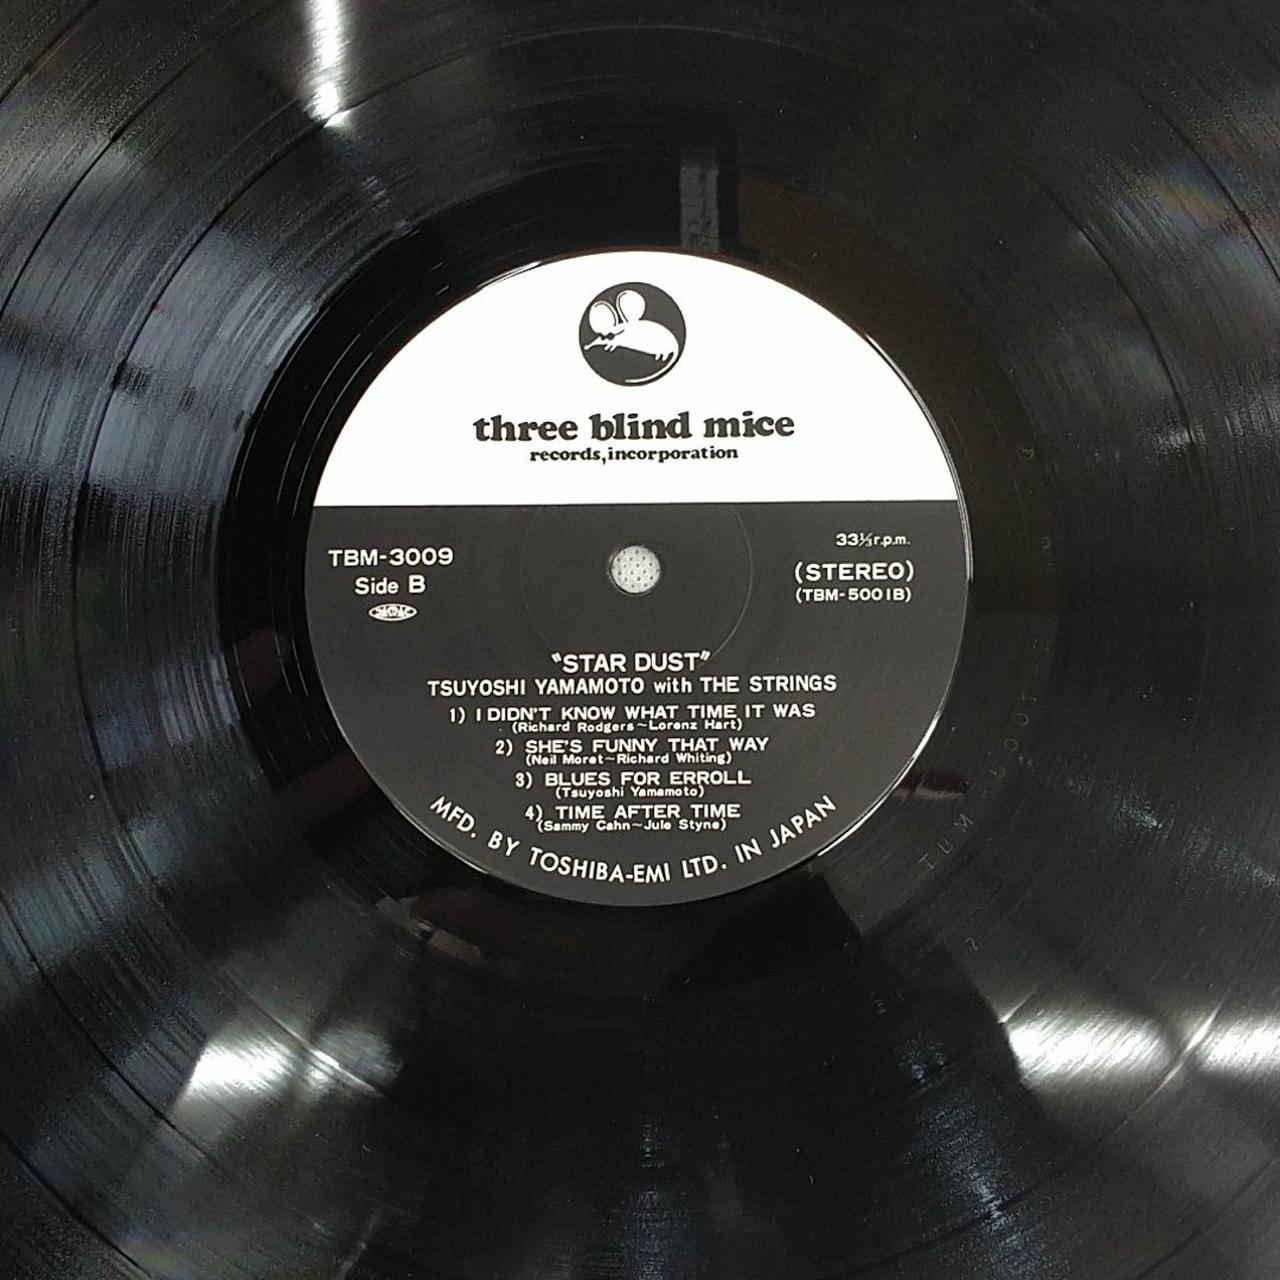 three blind mice
records, incorporation
TBM-3009
Side B
33⅓ r.p.m.
(STEREO)
(TBM-5001B)
"STAR DUST"
TSUYOSHI YAMAMOTO with THE STRINGS
1) I DIDN'T KNOW WHAT TIME IT WAS
(Richard Rodgers~Lorenz Hart)
2) SHE'S FUNNY THAT WAY
(Neil Moret~Richard Whiting)
3) BLUES FOR ERROLL
(Tsuyoshi Yamamoto)
4) TIME AFTER TIME
(Sammy Cahn~Jule Styne)
MFD. BY TOSHIBA-EMI LTD. IN JAPAN
TBM